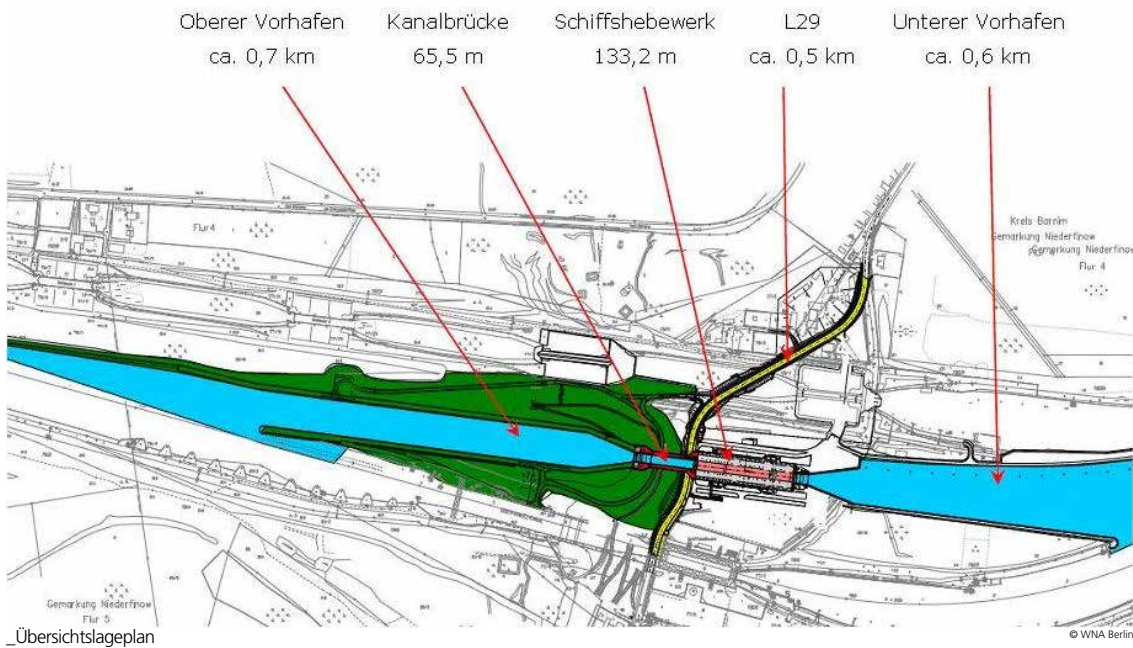 Oberer Vorhafen
ca. 0,7 km
Kanalbrücke
65,5 m
Schiffshebewerk
133,2 m
L29
ca. 0,5 km
Unterer Vorhafen
ca. 0,6 km
Flur 4
Kreis Barnim
Gemarkung Niederfinow
Gemarkung Niederfinow
Flur 4
Gemarkung Niederfinow
Flur 5
_Übersichtslageplan
© WNA Berlin